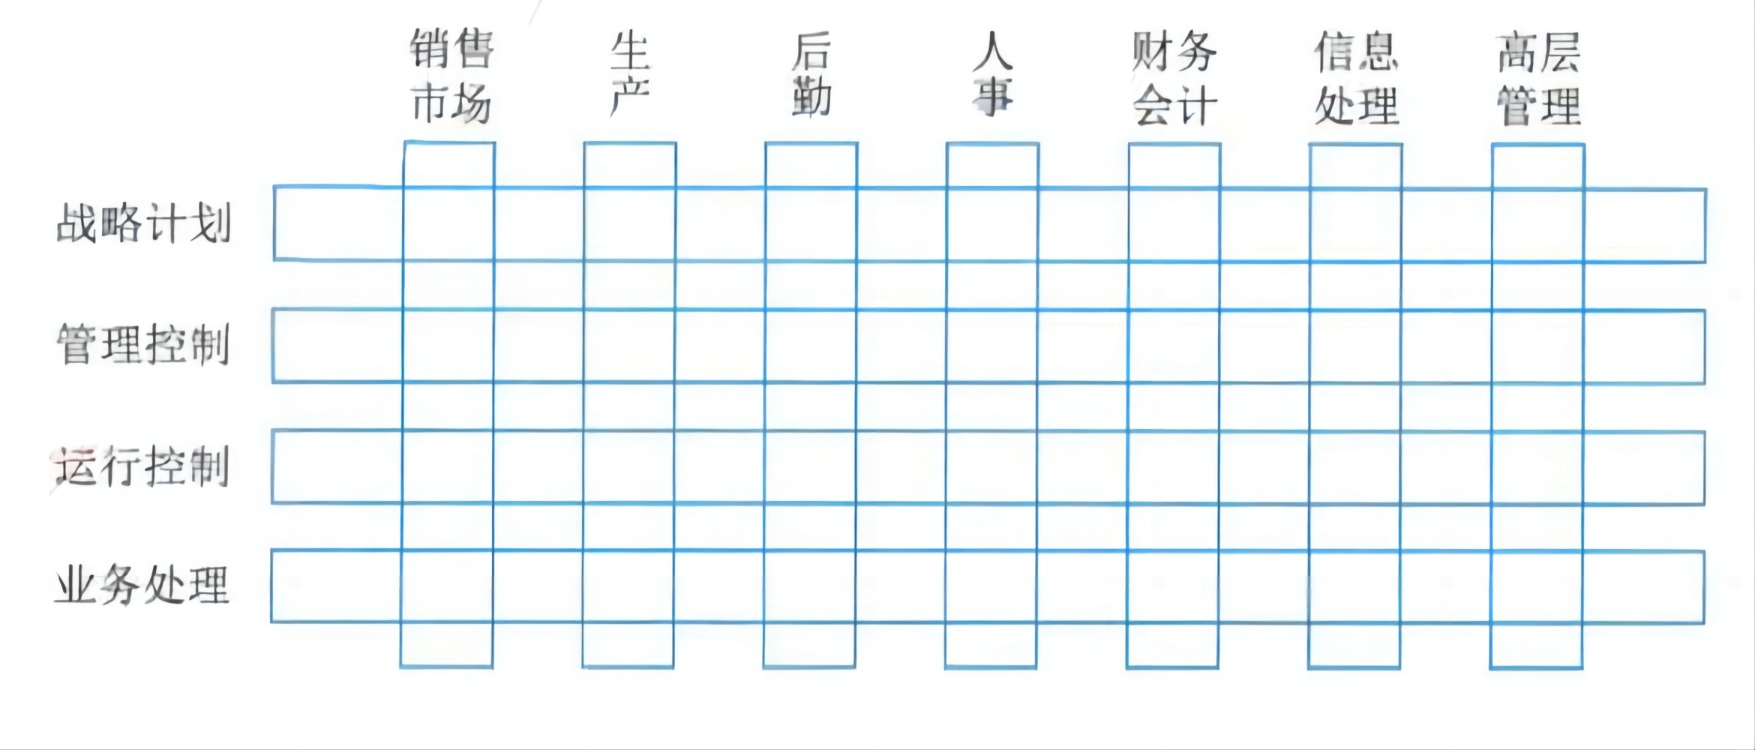 销售
市场
生
产
后
勤
人
事
财务
会计
信息
处理
高层
管理
战略计划
管理控制
运行控制
业务处理